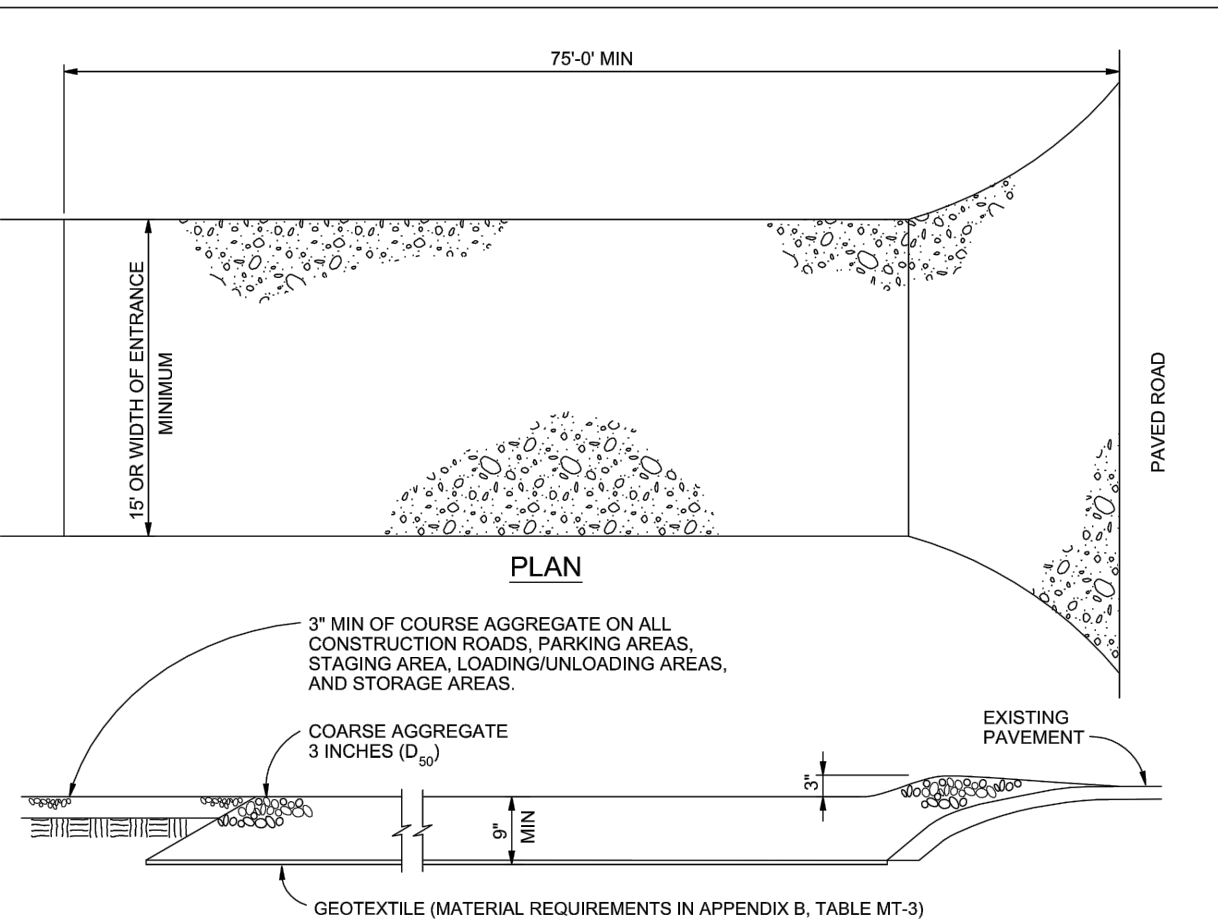 75'-0' MIN
15' OR WIDTH OF ENTRANCE
MINIMUM
PAVED ROAD
PLAN
3" MIN OF COURSE AGGREGATE ON ALL
CONSTRUCTION ROADS, PARKING AREAS,
STAGING AREA, LOADING/UNLOADING AREAS,
AND STORAGE AREAS.
COARSE AGGREGATE
3 INCHES (D50)
EXISTING
PAVEMENT
3"
9"
MIN
GEOTEXTILE (MATERIAL REQUIREMENTS IN APPENDIX B, TABLE MT-3)